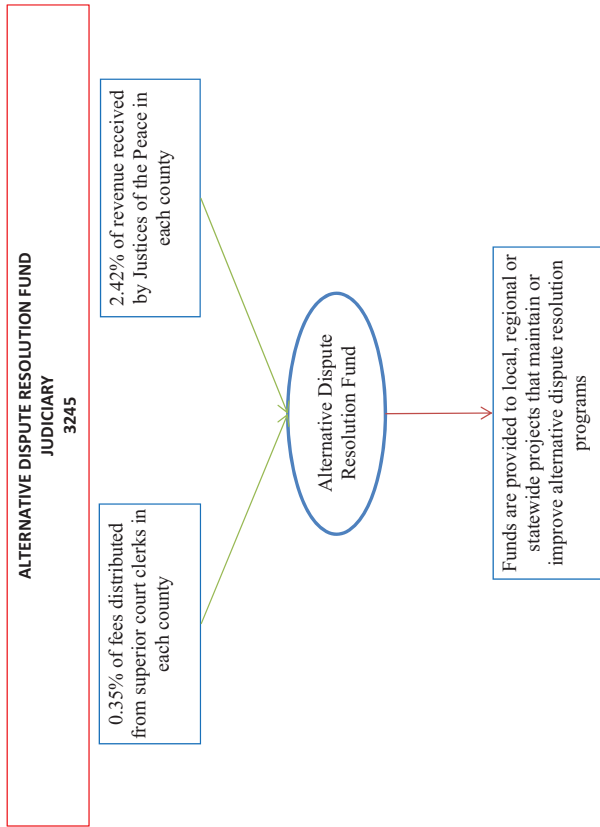 ALTERNATIVE DISPUTE RESOLUTION FUND
JUDICIARY
3245
0.35% of fees distributed
from superior court clerks in
each county
2.42% of revenue received
by Justices of the Peace in
each county
Alternative Dispute
Resolution Fund
Funds are provided to local, regional or
statewide projects that maintain or
improve alternative dispute resolution
programs